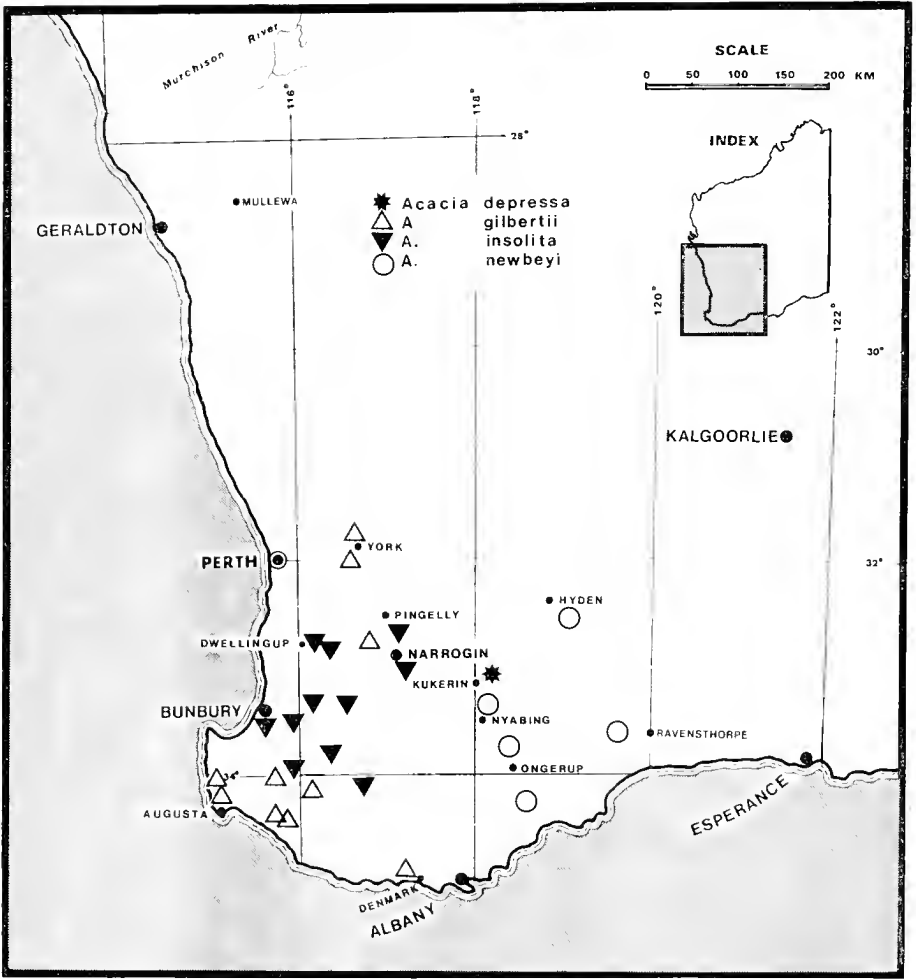 Murchison River
SCALE
0 50 100 150 200 KM
116°
118°
28°
INDEX
MULLEWA
GERALDTON
Acacia depressa
A gilbertii
A. insolita
A. newbeyi
120°
122°
30°
KALGOORLIE
YORK
PERTH
32°
HYDEN
PINGELLY
DWELLINGUP
NARROGIN
KUKERIN
BUNBURY
NYABING
RAVENSTHORPE
ONGERUP
34°
AUGUSTA
ESPERANCE
DENMARK
ALBANY